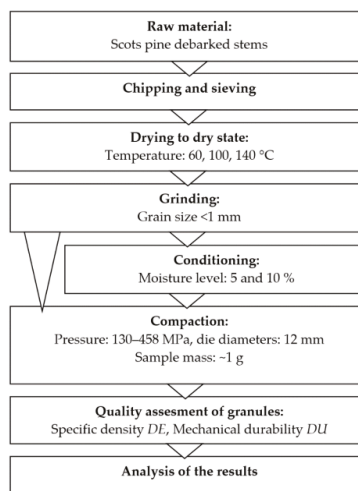 Raw material:
Scots pine debarked stems
Chipping and sieving
Drying to dry state:
Temperature: 60, 100, 140 °C
Grinding:
Grain size <1 mm
Conditioning:
Moisture level: 5 and 10 %
Compaction:
Pressure: 130–458 MPa, die diameters: 12 mm
Sample mass: ~1 g
Quality assesment of granules:
Specific density DE, Mechanical durability DU
Analysis of the results